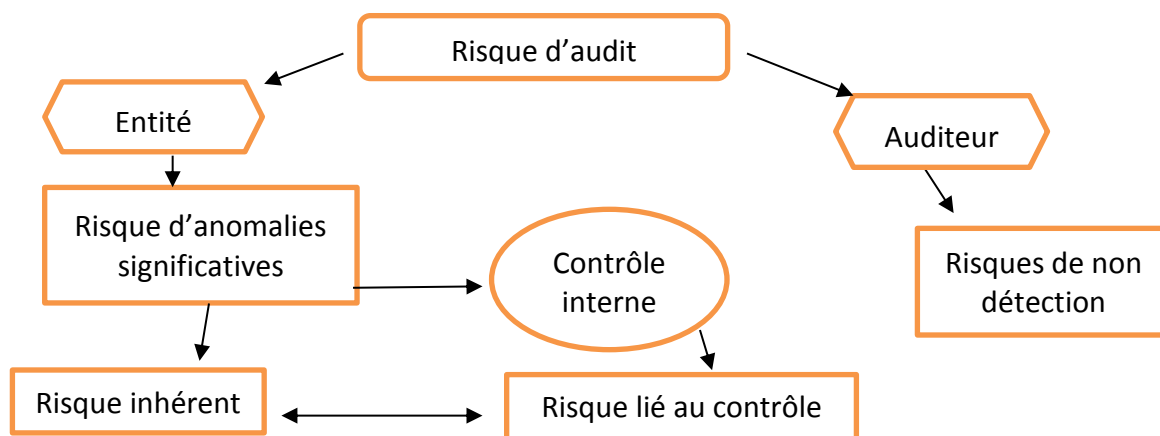 Risque d’audit
Entité
Auditeur
Risque d’anomalies
significatives
Contrôle
interne
Risques de non
détection
Risque inhérent
Risque lié au contrôle